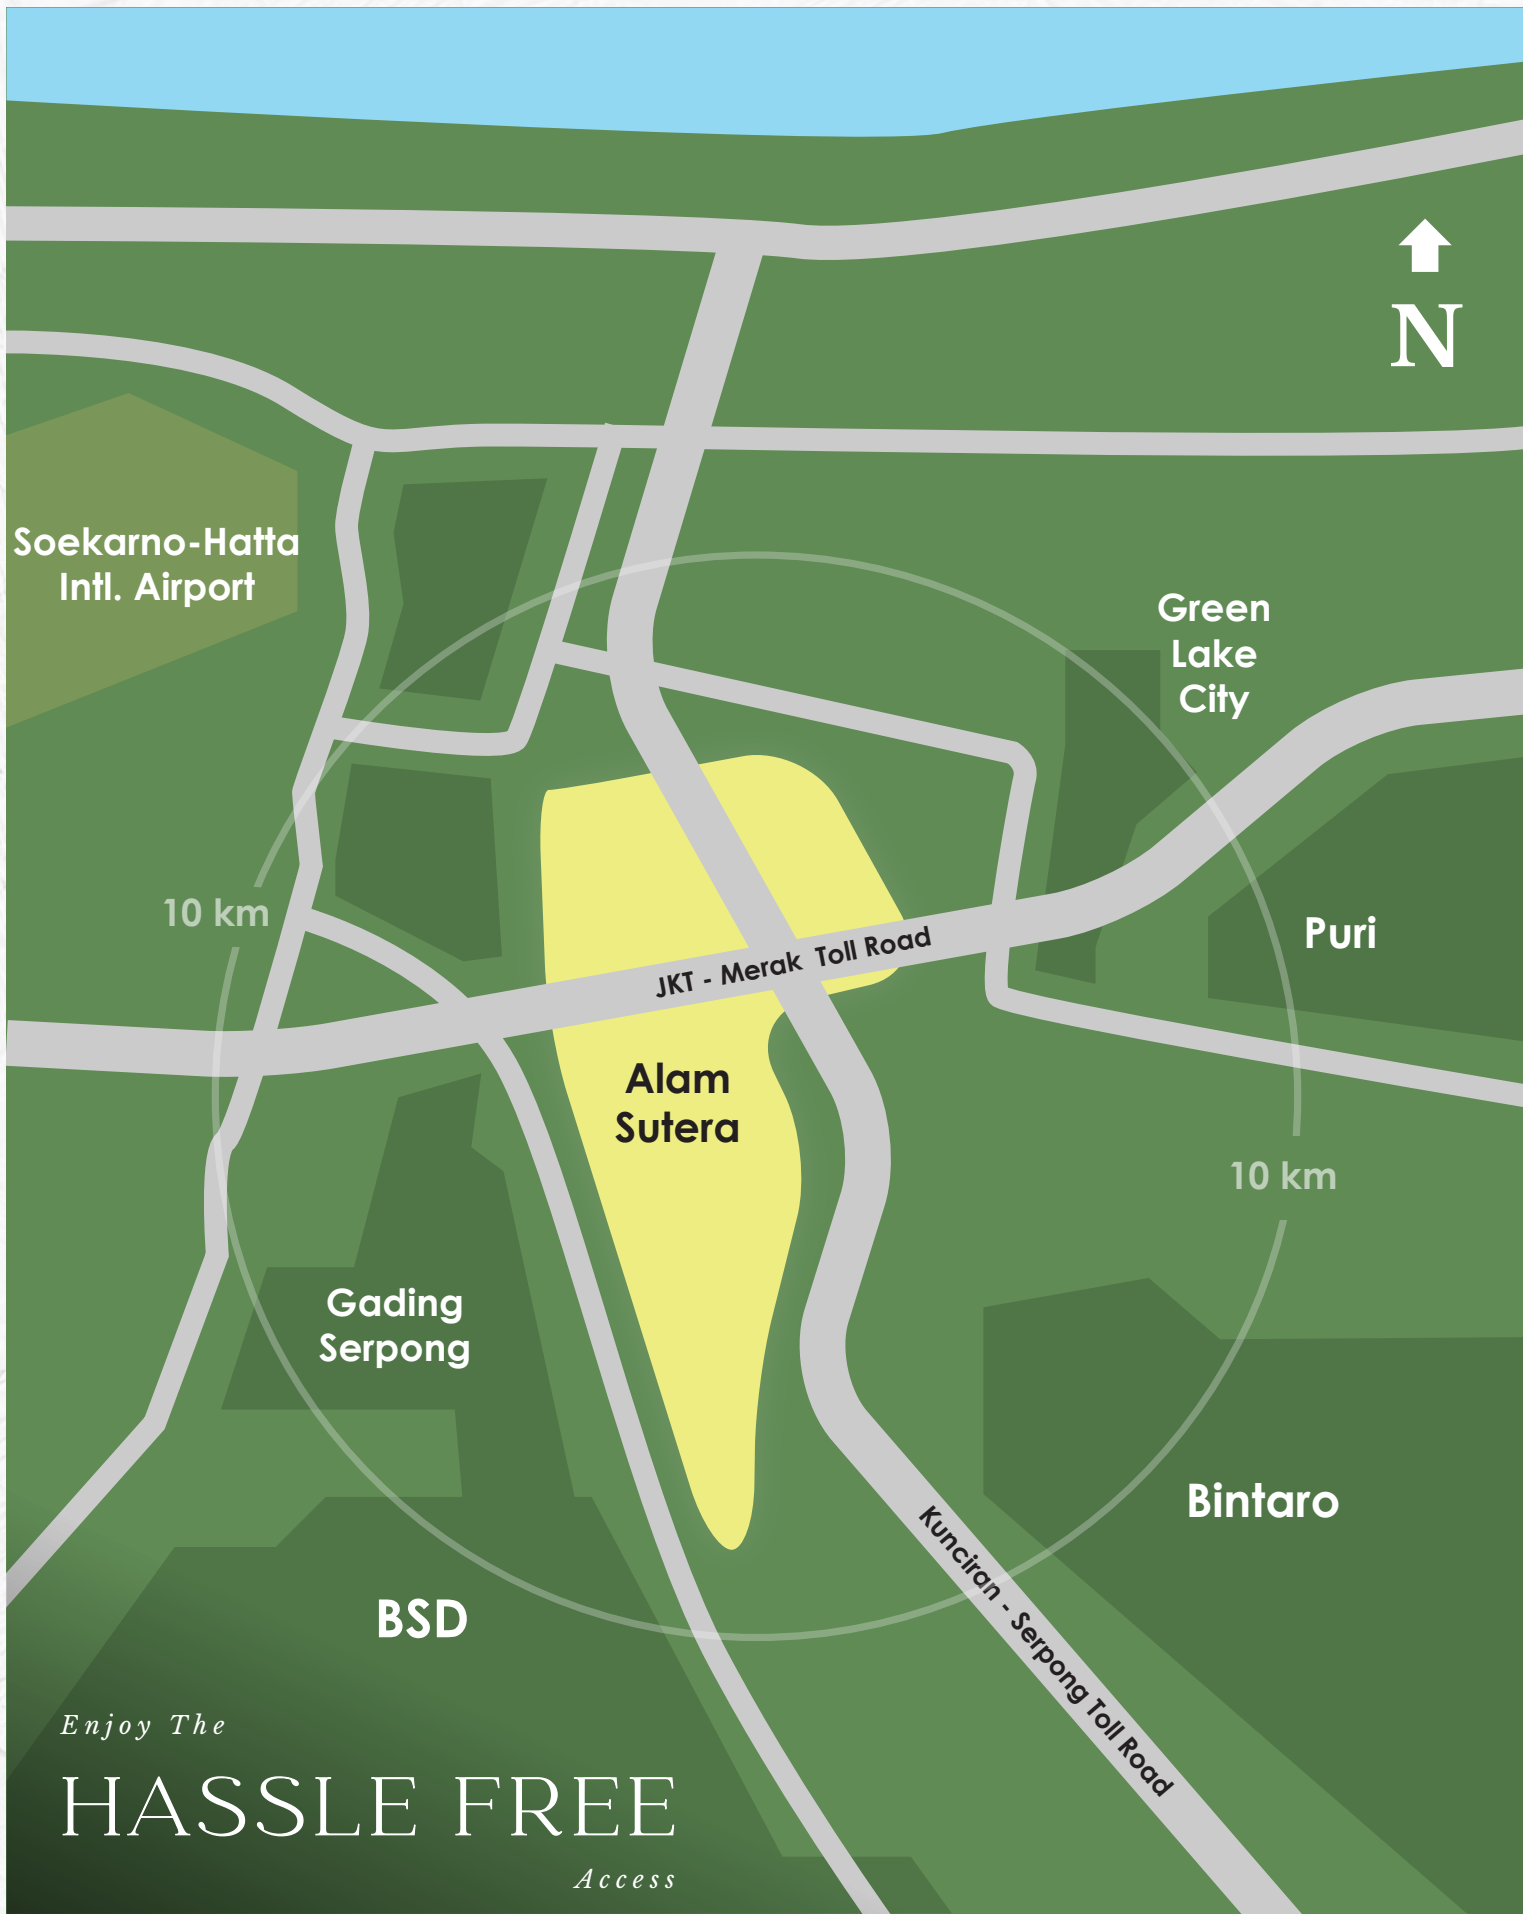 N
Soekarno-Hatta
Intl. Airport
Green
Lake
City
10 km
Puri
JKT - Merak Toll Road
Alam
Sutera
10 km
Gading
Serpong
Bintaro
Kunciran - Serpong Toll Road
BSD
Enjoy The
HASSLE FREE
Access